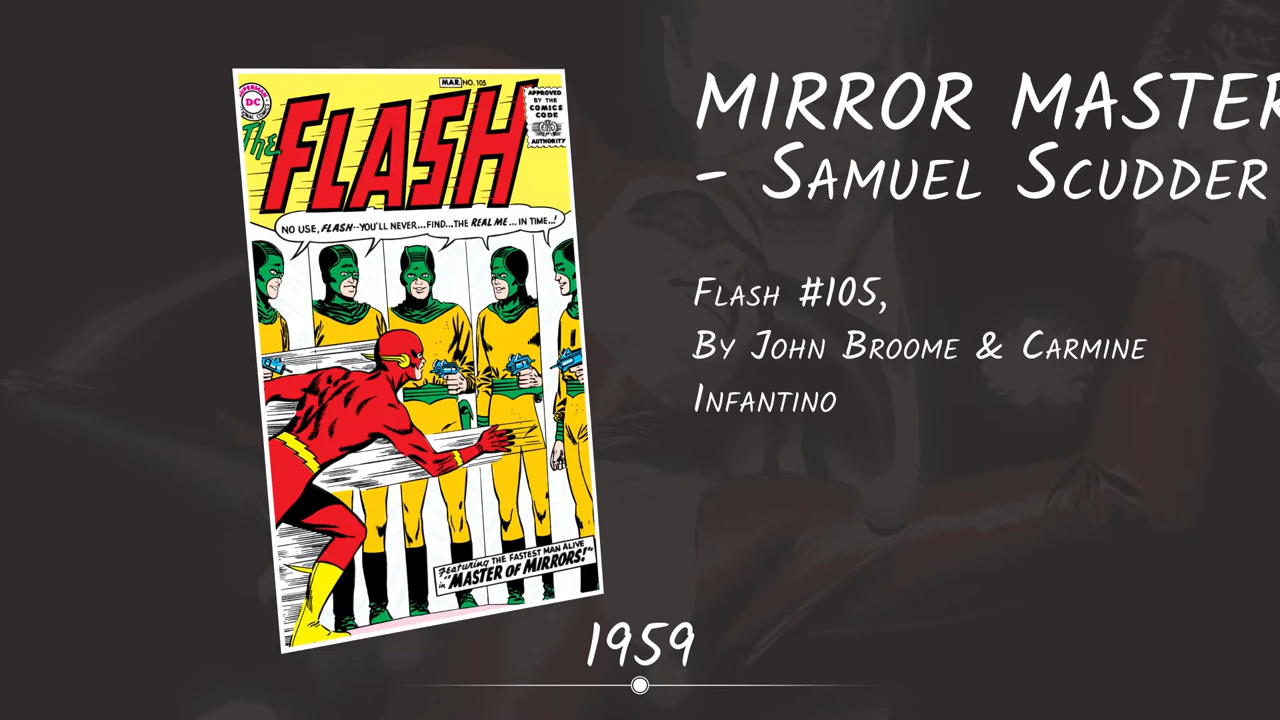 MAR. NO. 105
SUPERMAN
DC
The
FLASH
APPROVED
BY THE
COMICS
CODE
AUTHORITY
NO USE, FLASH--YOU'LL NEVER...FIND...THE REAL ME...IN TIME..!
Featuring THE FASTEST MAN ALIVE
in "MASTER OF MIRRORS!"
MIRROR MASTER
- SAMUEL SCUDDER
FLASH #105,
BY JOHN BROOME & CARMINE
INFANTINO
1959